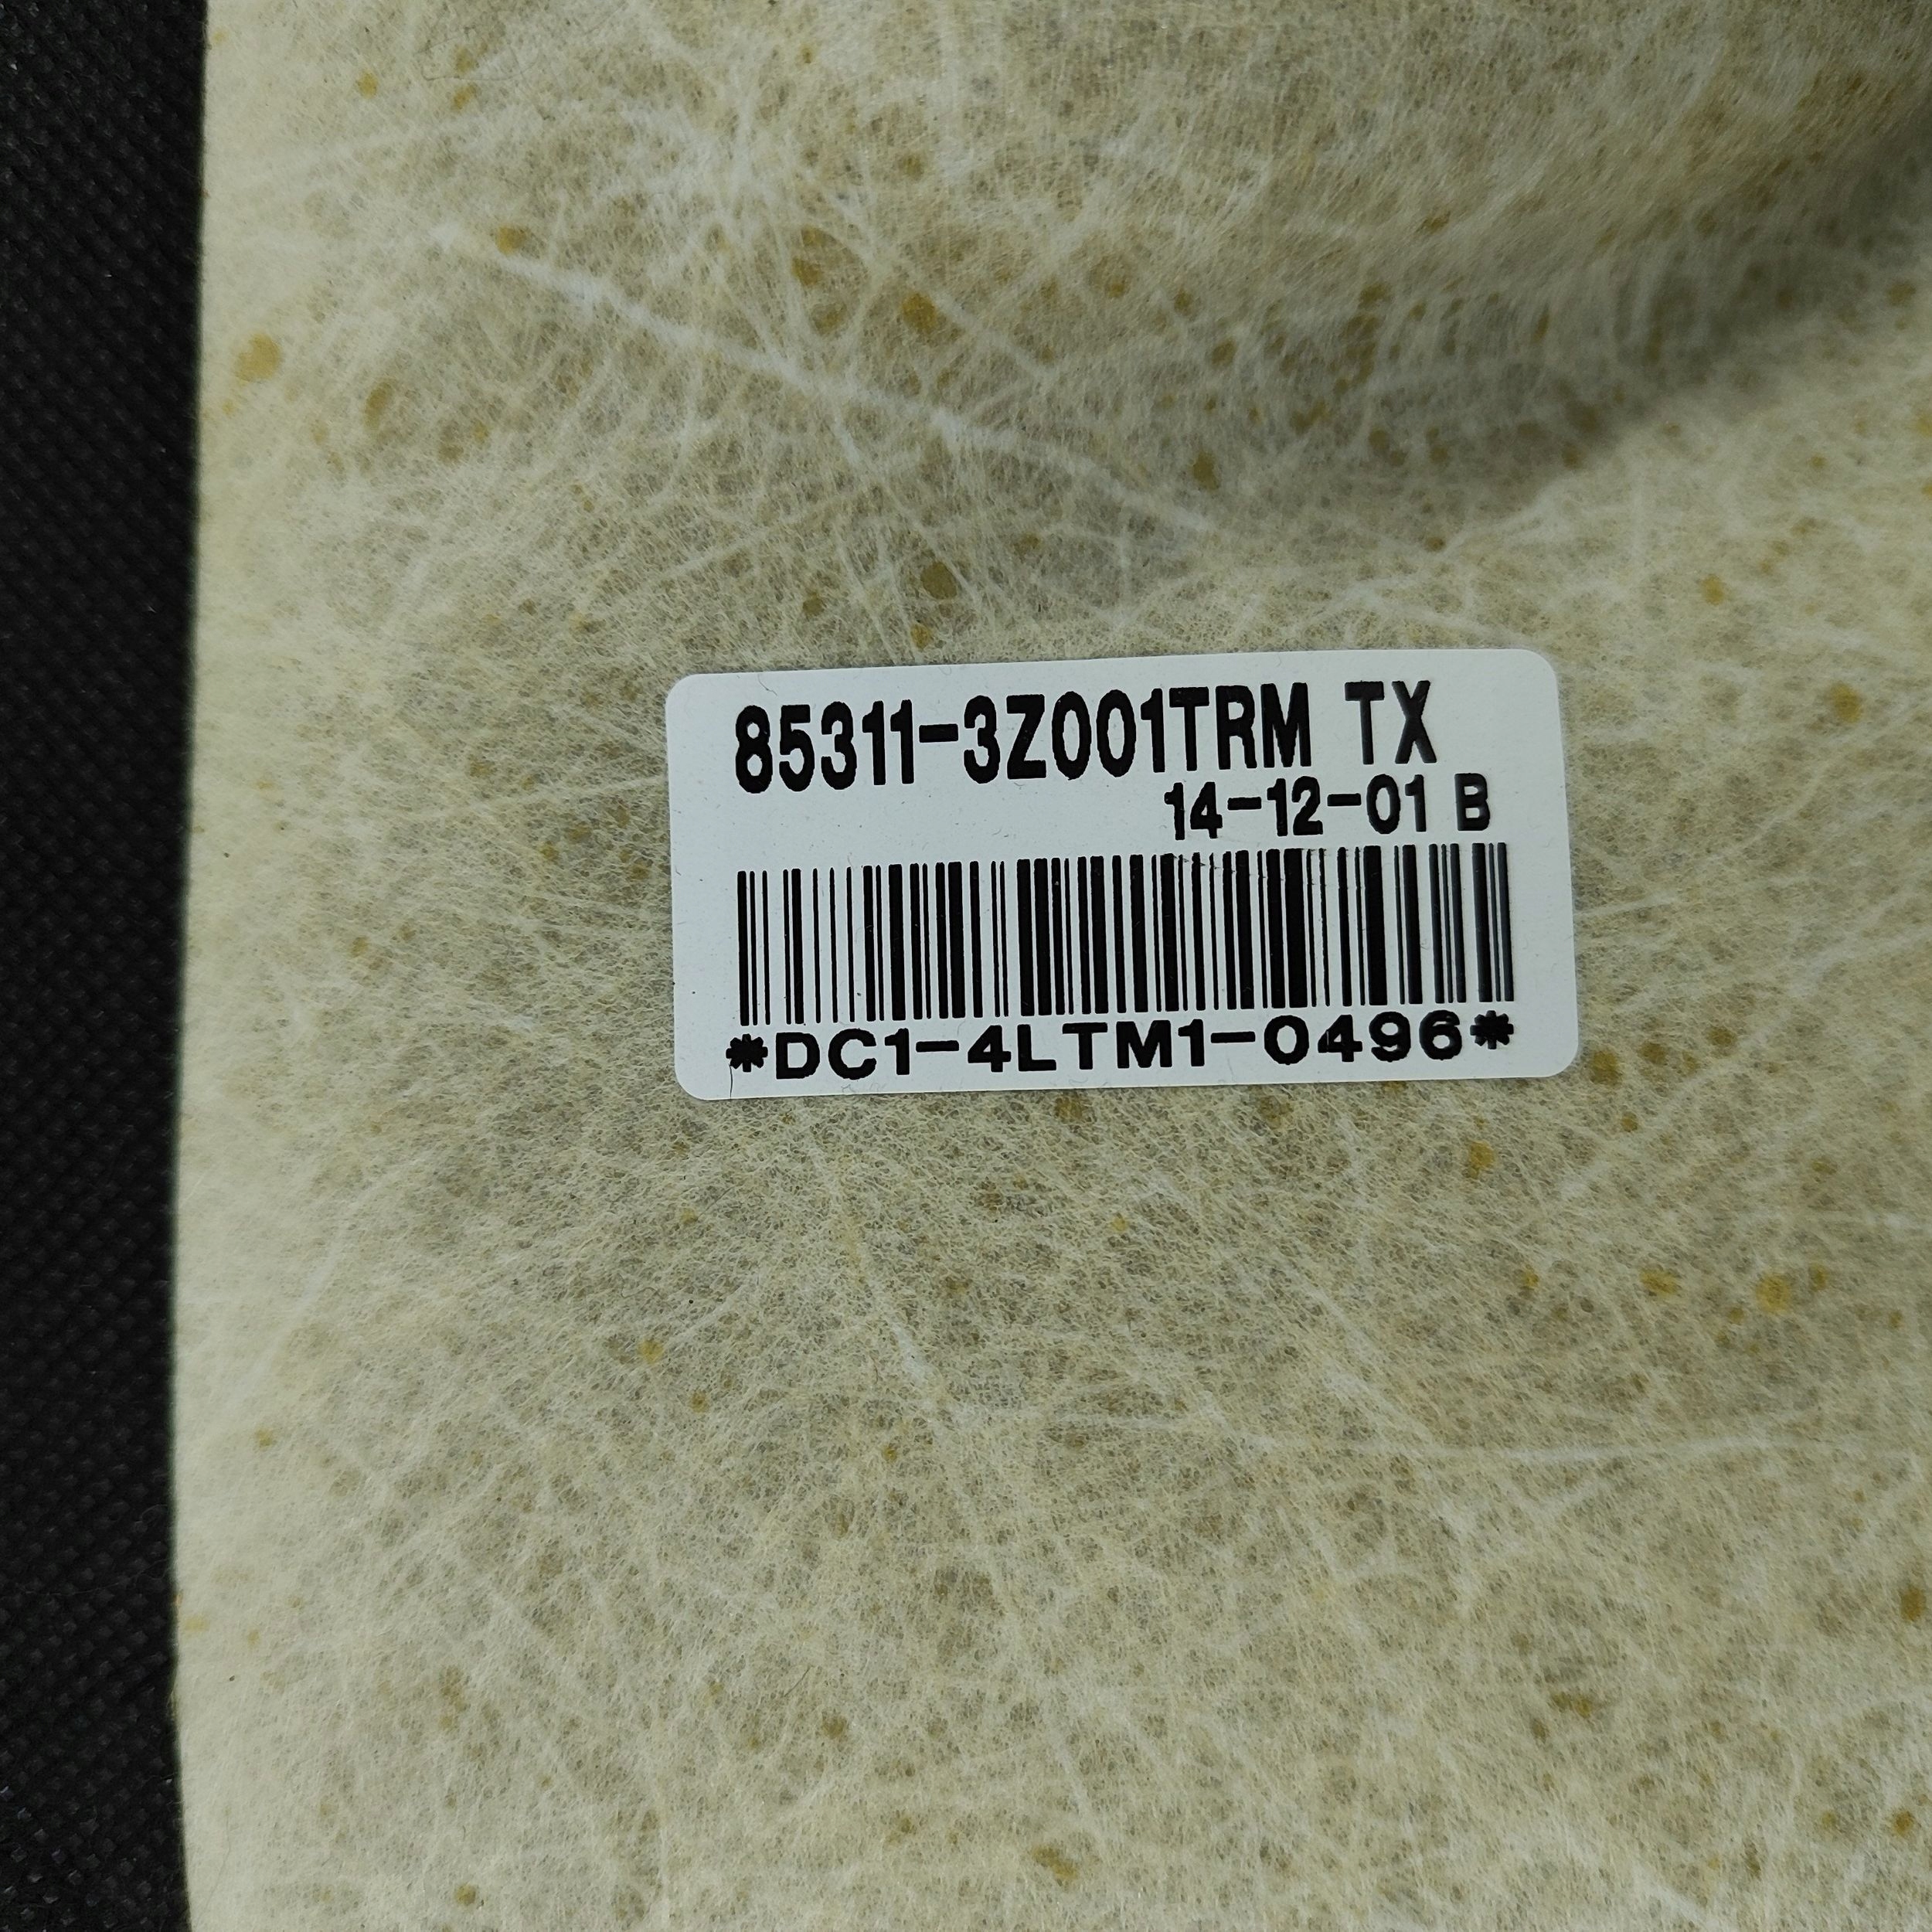 85311-3Z001TRM TX
14-12-01 B
*DC1-4LTM1-0496*